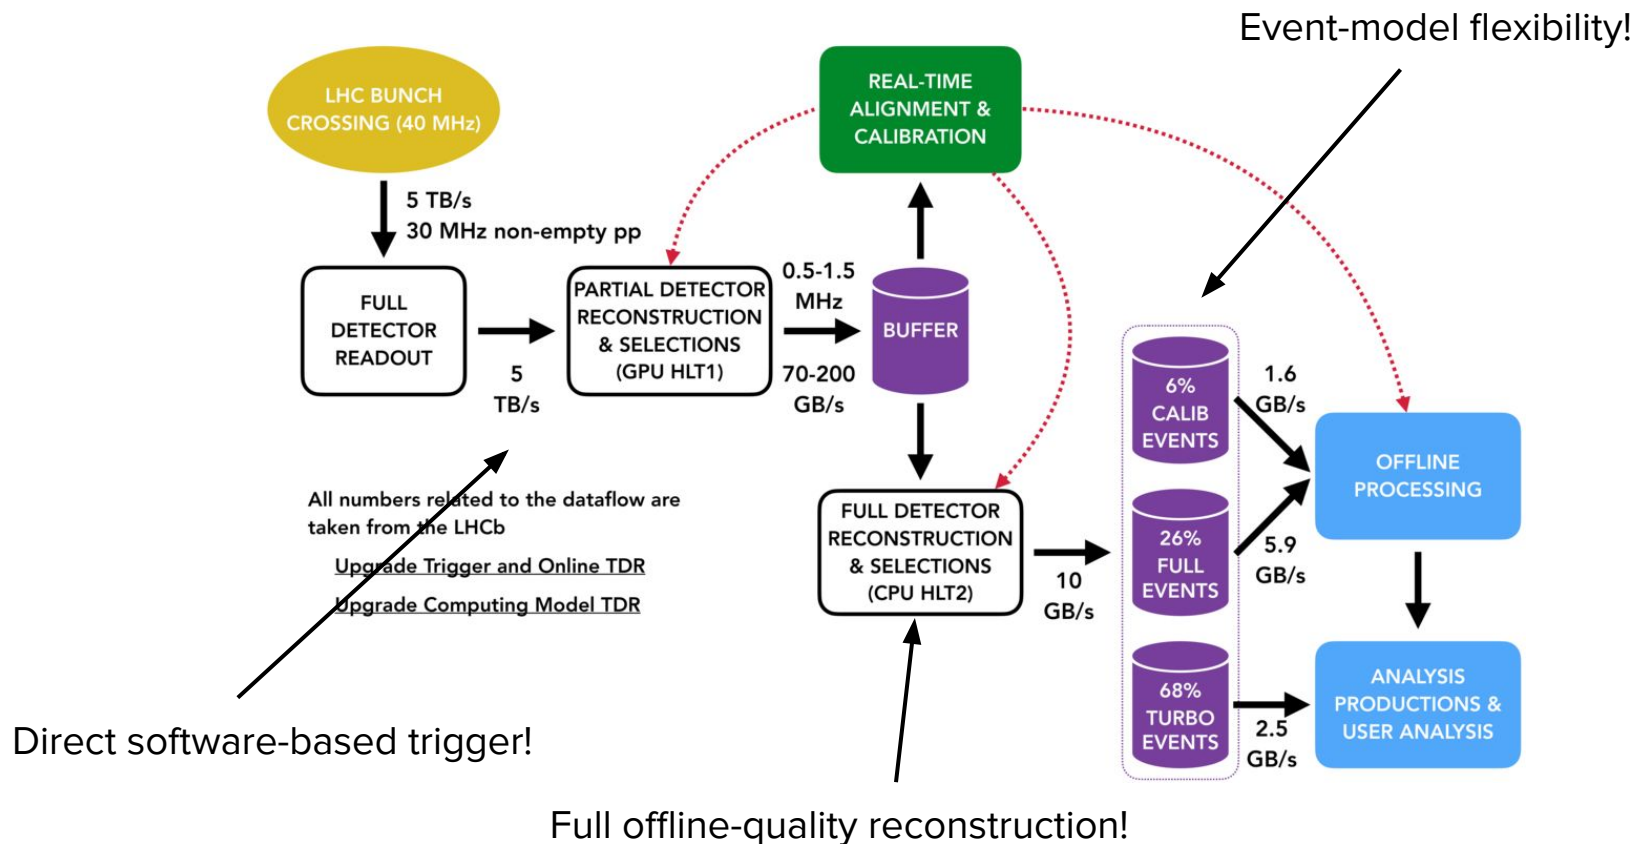 Event-model flexibility!
LHC BUNCH
CROSSING (40 MHz)
REAL-TIME
ALIGNMENT &
CALIBRATION
5 TB/s
30 MHz non-empty pp
FULL
DETECTOR
READOUT
5
TB/s
PARTIAL DETECTOR
RECONSTRUCTION
& SELECTIONS
(GPU HLT1)
0.5-1.5
MHz
70-200
GB/s
BUFFER
All numbers related to the dataflow are
taken from the LHCb
Upgrade Trigger and Online TDR
Upgrade Computing Model TDR
FULL DETECTOR
RECONSTRUCTION
& SELECTIONS
(CPU HLT2)
10
GB/s
6%
CALIB
EVENTS
1.6
GB/s
26%
FULL
EVENTS
5.9
GB/s
68%
TURBO
EVENTS
2.5
GB/s
OFFLINE
PROCESSING
ANALYSIS
PRODUCTIONS &
USER ANALYSIS
Direct software-based trigger!
Full offline-quality reconstruction!